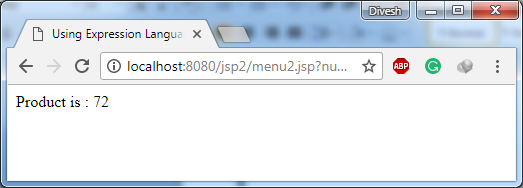 Divesh
Using Expression Langua
localhost:8080/jsp2/menu2.jsp?nu...
ABP
Product is : 72